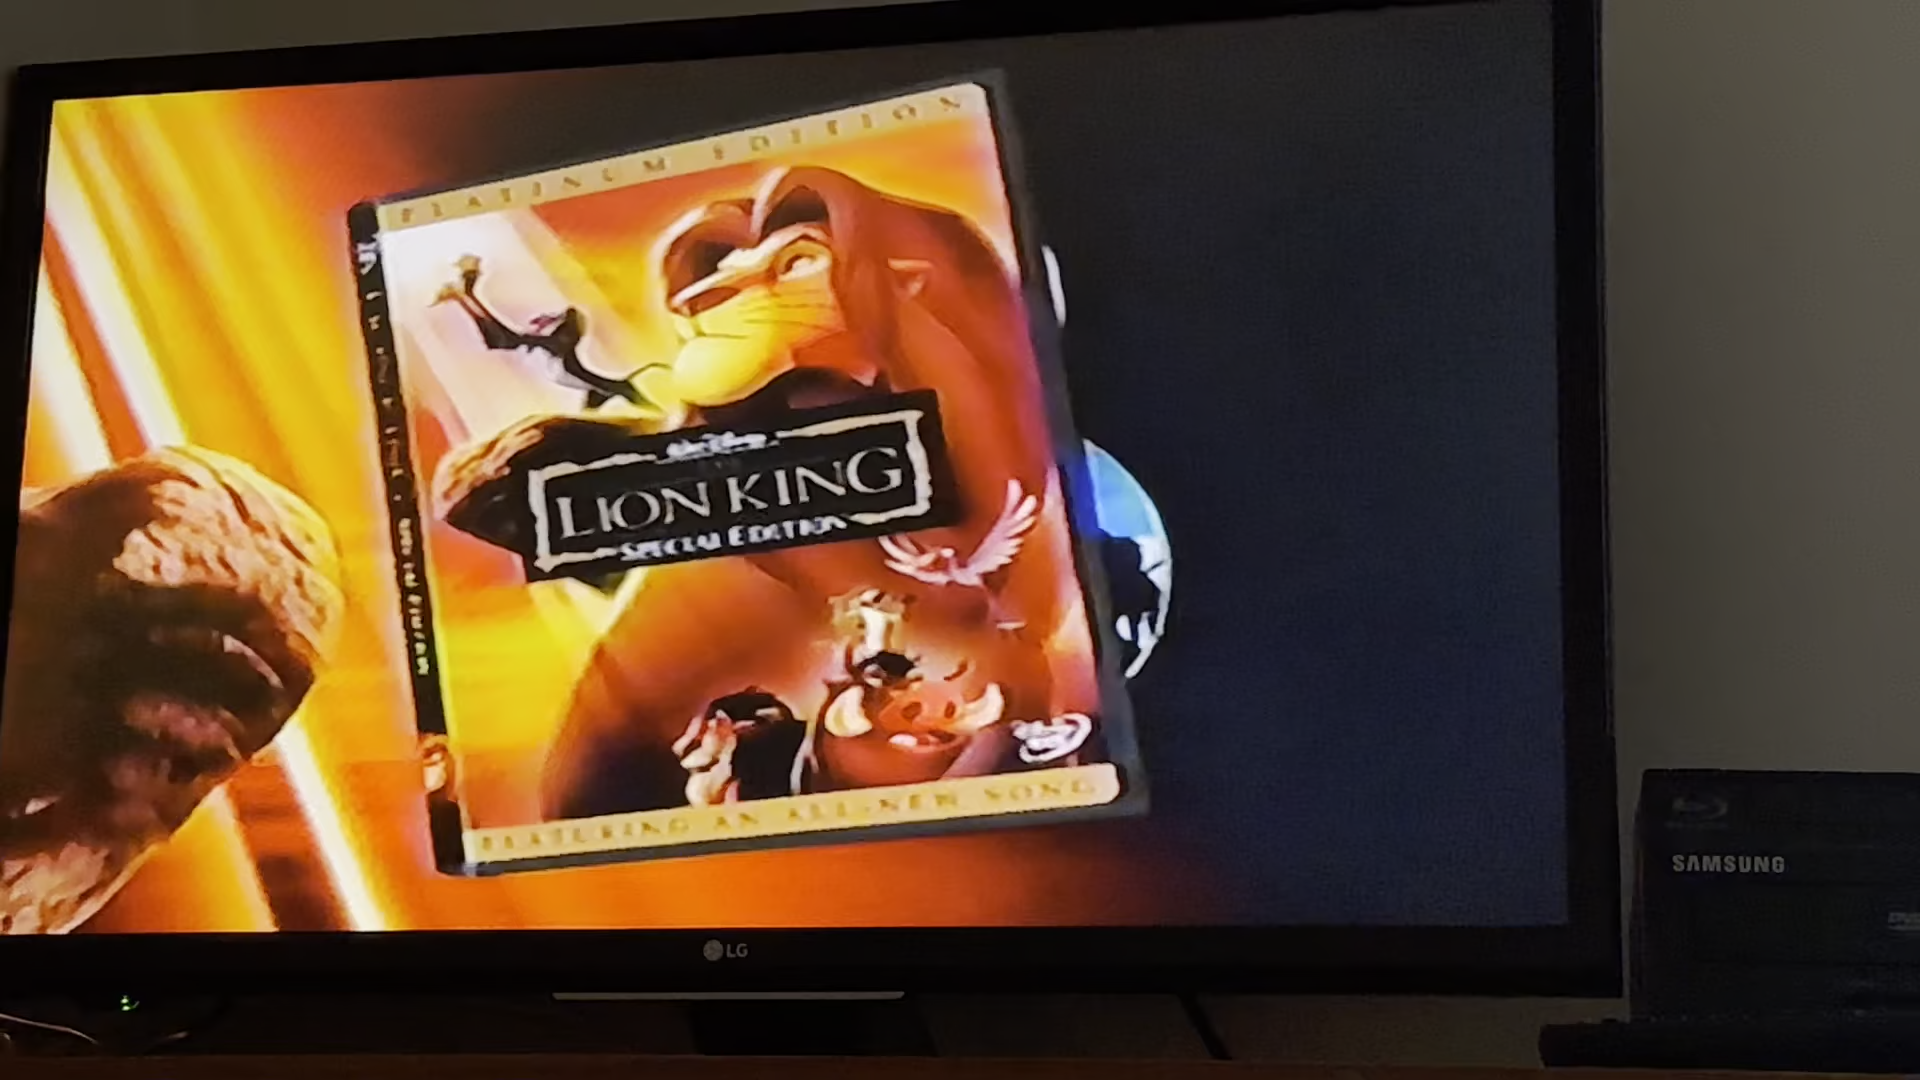 PLATINUM EDITION
WALT DISNEY
LION KING
SPECIAL EDITION
FEATURING AN ALL-NEW SONG
LG
SAMSUNG